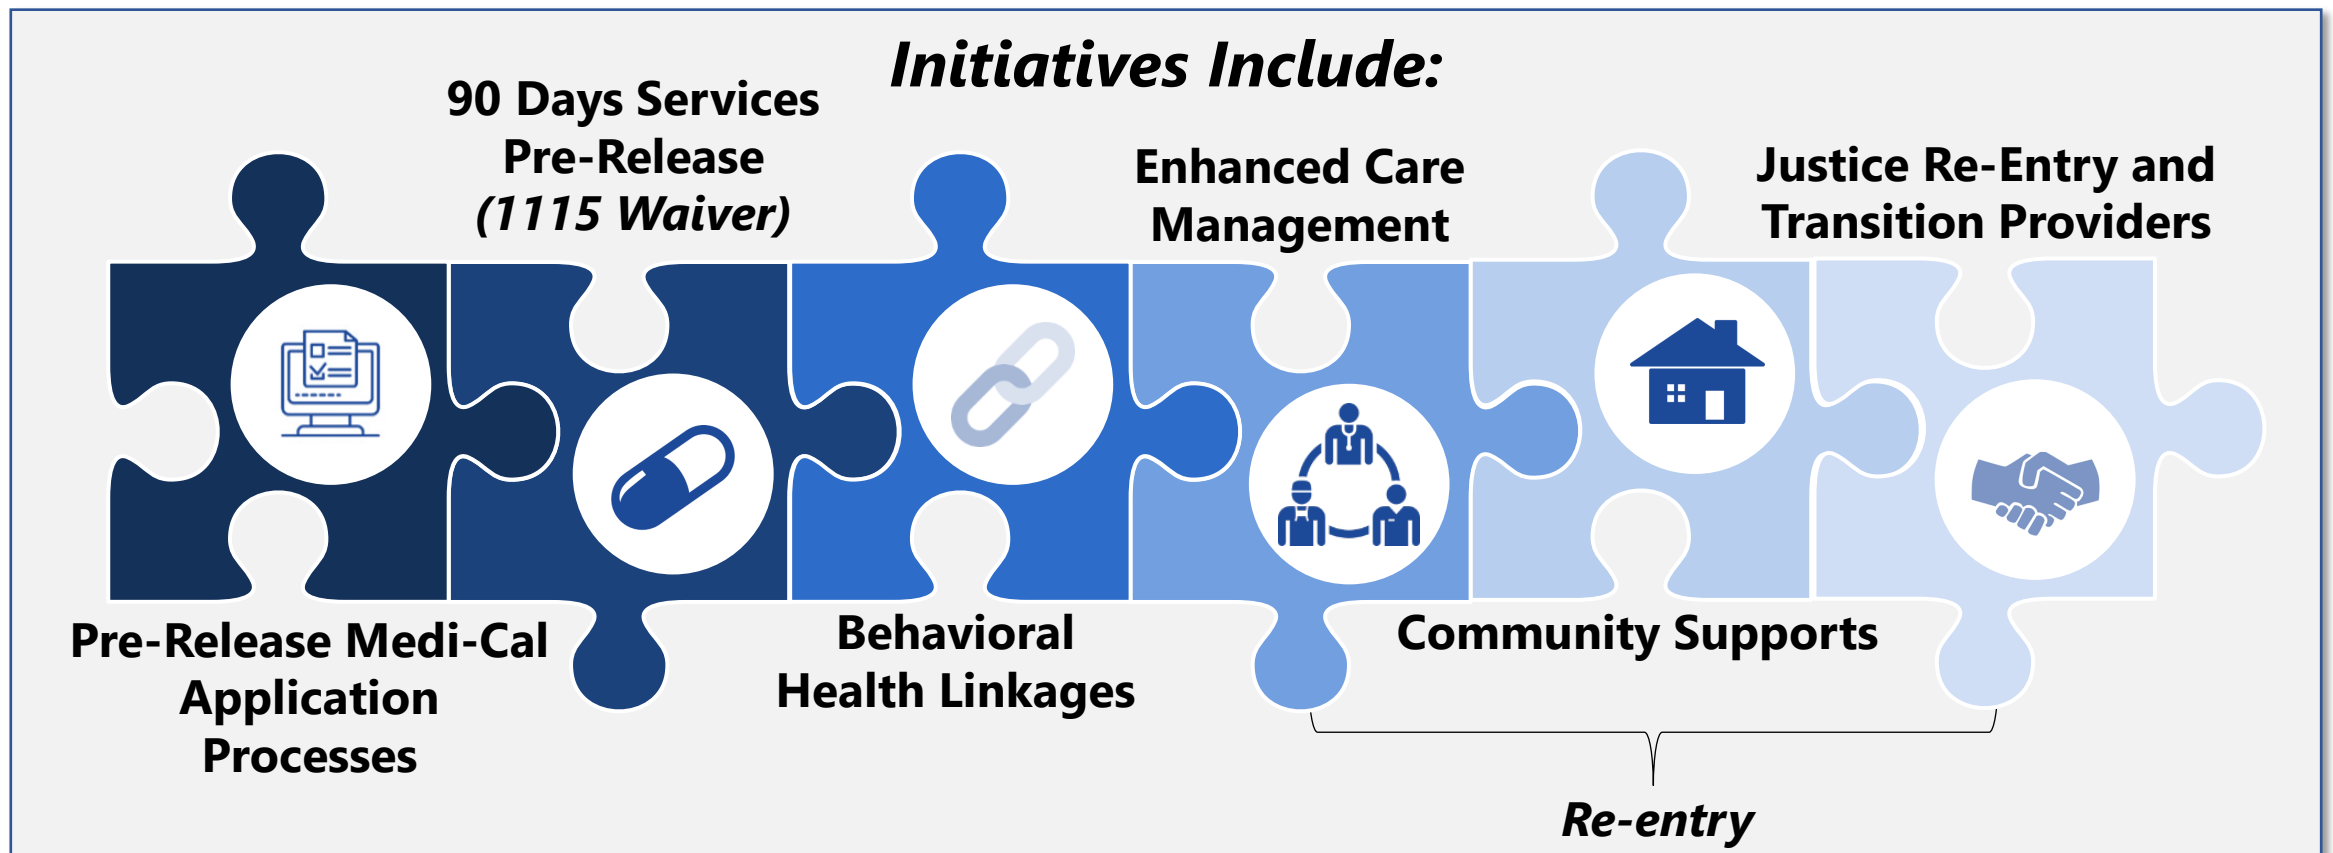 Initiatives Include:
90 Days Services
Pre-Release
(1115 Waiver)
Enhanced Care
Management
Justice Re-Entry and
Transition Providers
Pre-Release Medi-Cal
Application
Processes
Behavioral
Health Linkages
Community Supports
Re-entry